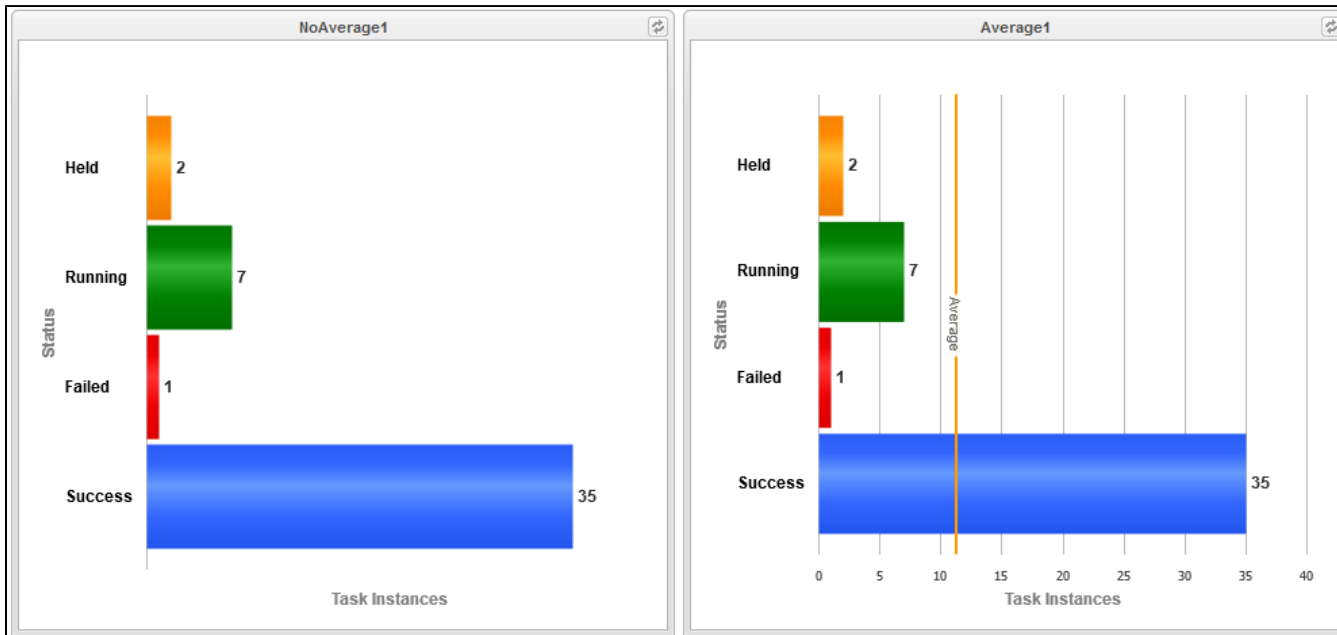 NoAverage1
Held
2
Running
7
Status
Failed
1
Success
35
Task Instances
Average1
Held
2
Running
7
Average
Status
Failed
1
Success
35
0 5 10 15 20 25 30 35 40
Task Instances